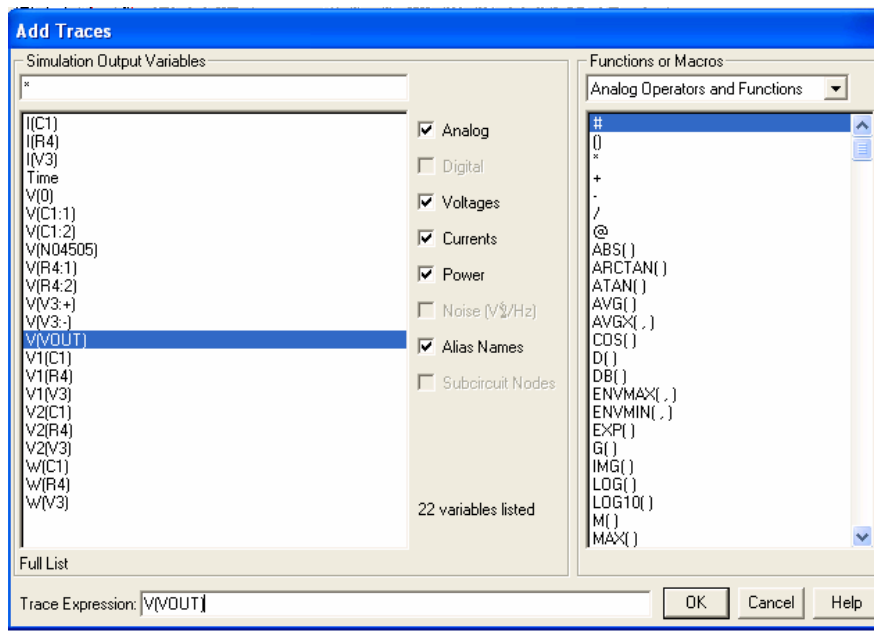 Add Traces
Simulation Output Variables
*
I(C1)
I(R4)
I(V3)
Time
V(0)
V(C1:1)
V(C1:2)
V(N04505)
V(R4:1)
V(R4:2)
V(V3:+)
V(V3:-)
V(VOUT)
V1(C1)
V1(R4)
V1(V3)
V2(C1)
V2(R4)
V2(V3)
W(C1)
W(R4)
W(V3)
Full List
Analog
Digital
Voltages
Currents
Power
Noise (V²/Hz)
Alias Names
Subcircuit Nodes
22 variables listed
Functions or Macros
Analog Operators and Functions
#
()
*
+
-
/
@
ABS( )
ARCTAN( )
ATAN( )
AVG( )
AVGX( , )
COS( )
D( )
DB( )
ENVMAX( , )
ENVMIN( , )
EXP( )
G( )
IMG( )
LOG( )
LOG10( )
M( )
MAX( )
Trace Expression: V(VOUT)
OK
Cancel
Help